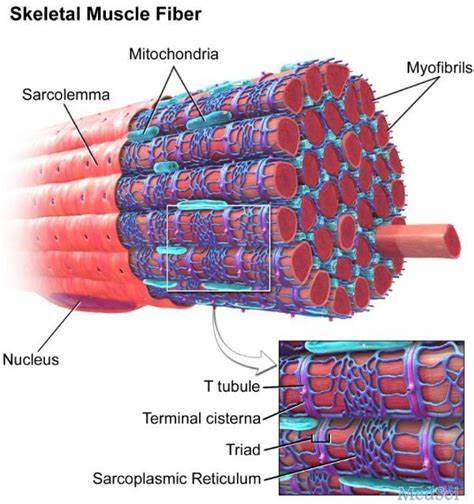 Skeletal Muscle Fiber
Mitochondria
Myofibrils
Sarcolemma
Nucleus
T tubule
Terminal cisterna
Triad
Sarcoplasmic Reticulum
MedSci